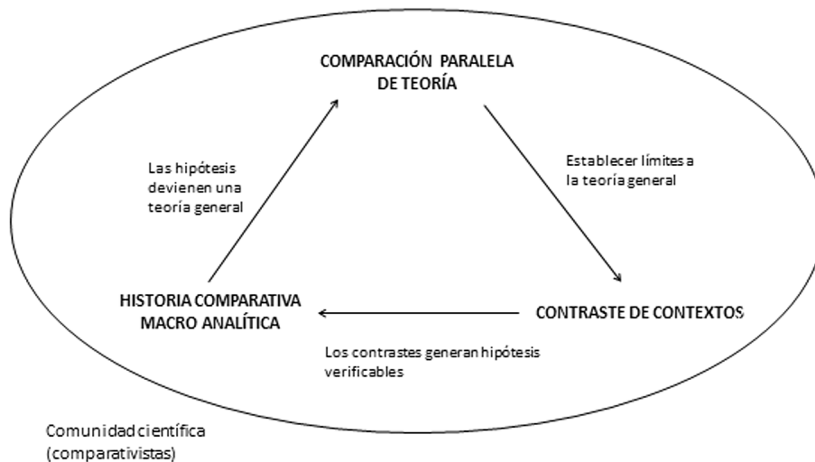 COMPARACIÓN PARALELA
DE TEORÍA
Las hipótesis
devienen una
teoría general
Establecer límites a
la teoría general
HISTORIA COMPARATIVA
MACRO ANALÍTICA
CONTRASTE DE CONTEXTOS
Los contrastes generan hipótesis
verificables
Comunidad científica
(comparativistas)